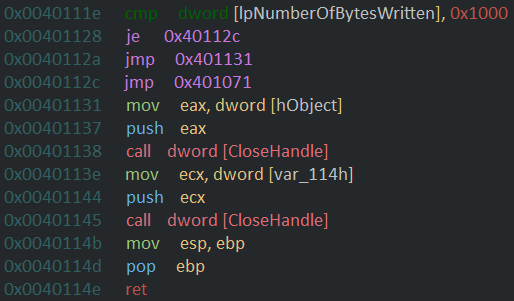 0x0040111e cmp dword [lpNumberOfBytesWritten], 0x1000
0x00401128 je 0x40112c
0x0040112a jmp 0x401131
0x0040112c jmp 0x401071
0x00401131 mov eax, dword [hObject]
0x00401137 push eax
0x00401138 call dword [CloseHandle]
0x0040113e mov ecx, dword [var_114h]
0x00401144 push ecx
0x00401145 call dword [CloseHandle]
0x0040114b mov esp, ebp
0x0040114d pop ebp
0x0040114e ret